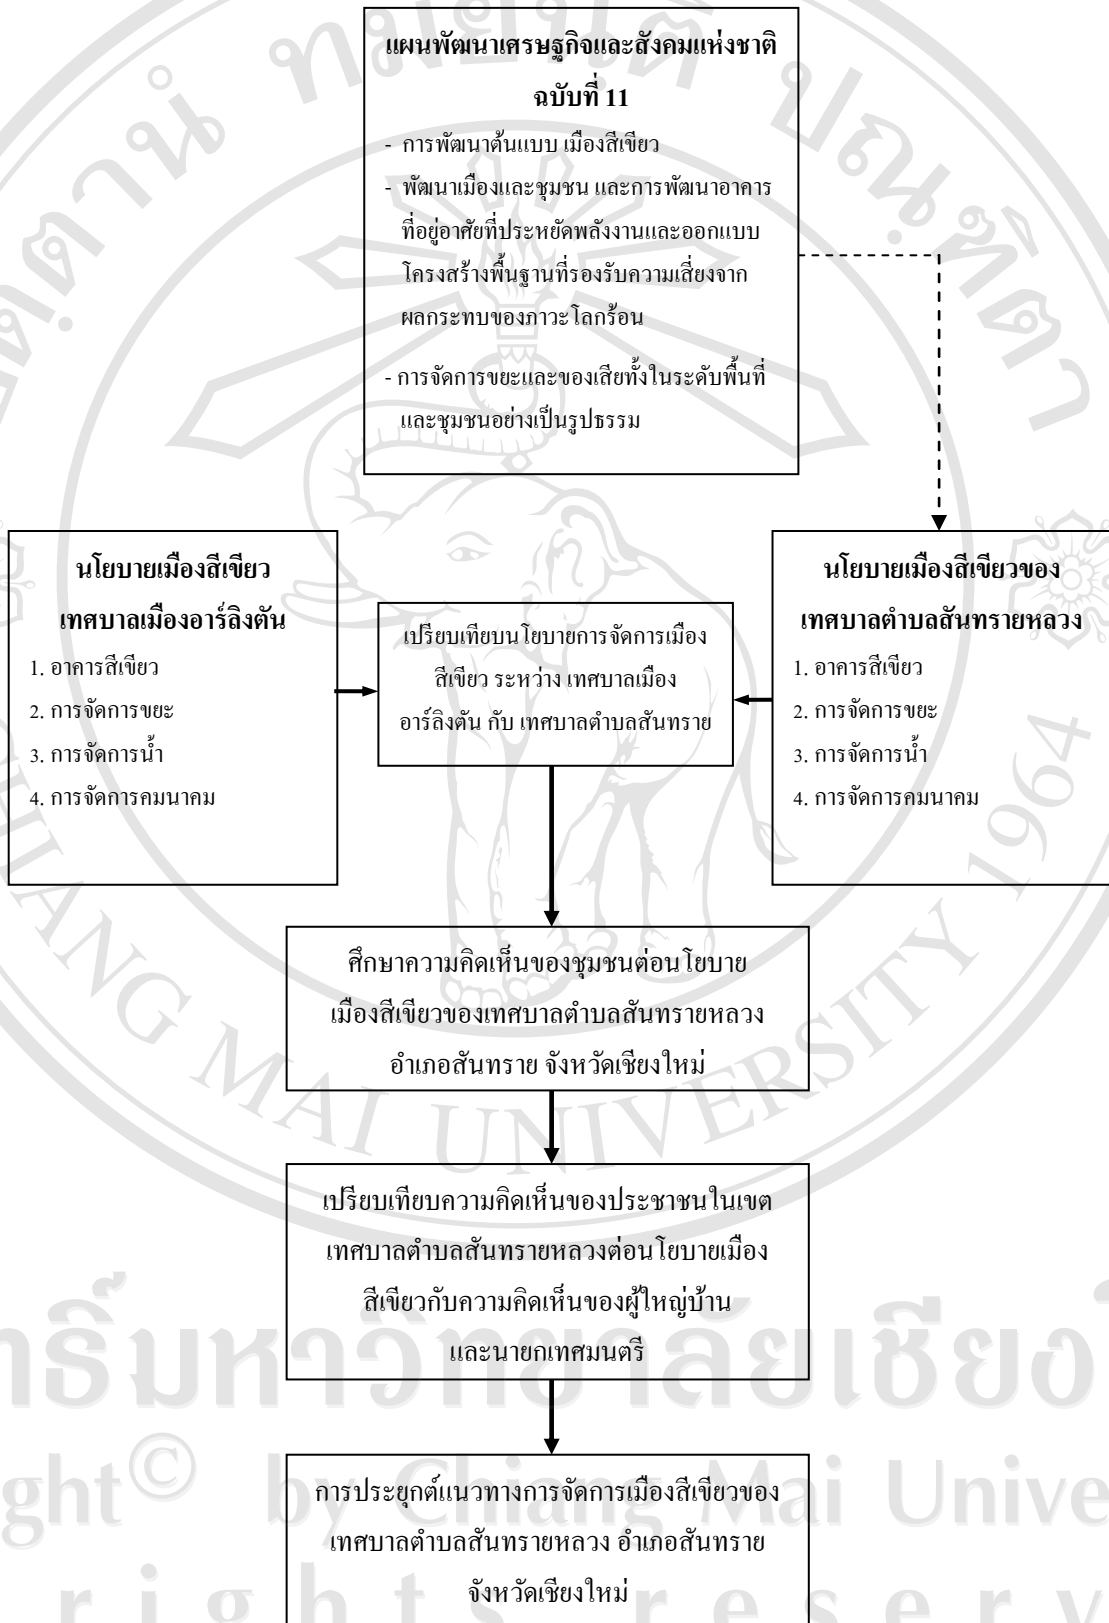 แผนพัฒนาเศรษฐกิจและสังคมแห่งชาติ
ฉบับที่ 11
- การพัฒนาต้นแบบ เมืองสีเขียว
- พัฒนาเมืองและชุมชน และการพัฒนาอาคาร
ที่อยู่อาศัยที่ประหยัดพลังงานและออกแบบ
โครงสร้างพื้นฐานที่รองรับความเสี่ยงจาก
ผลกระทบของภาวะโลกร้อน
- การจัดการขยะและของเสียทั้งในระดับพื้นที่
และชุมชนอย่างเป็นรูปธรรม
นโยบายเมืองสีเขียว
เทศบาลเมืองอาร์ลิงตัน
1. อาคารสีเขียว
2. การจัดการขยะ
3. การจัดการน้ำ
4. การจัดการคมนาคม
เปรียบเทียบนโยบายการจัดการเมือง
สีเขียว ระหว่าง เทศบาลเมือง
อาร์ลิงตัน กับ เทศบาลตำบลสันทราย
นโยบายเมืองสีเขียวของ
เทศบาลตำบลสันทรายหลวง
1. อาคารสีเขียว
2. การจัดการขยะ
3. การจัดการน้ำ
4. การจัดการคมนาคม
ศึกษาความคิดเห็นของชุมชนต่อนโยบาย
เมืองสีเขียวของเทศบาลตำบลสันทรายหลวง
อำเภอสันทราย จังหวัดเชียงใหม่
เปรียบเทียบความคิดเห็นของประชาชนในเขต
เทศบาลตำบลสันทรายหลวงต่อนโยบายเมือง
สีเขียวกับความคิดเห็นของผู้ใหญ่บ้าน
และนายกเทศมนตรี
การประยุกต์แนวทางการจัดการเมืองสีเขียวของ
เทศบาลตำบลสันทรายหลวง อำเภอสันทราย
จังหวัดเชียงใหม่
MAI UNIVERSITY 1964
© by Chiang Mai